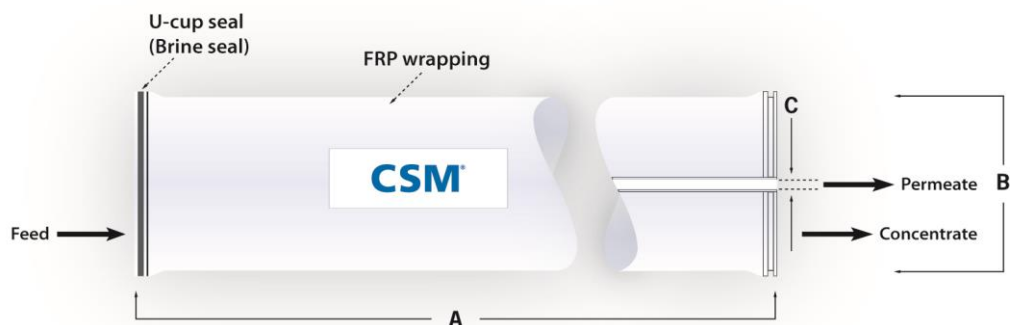 U-cup seal
(Brine seal)
FRP wrapping
C
CSM®
Permeate
B
Feed
Concentrate
A